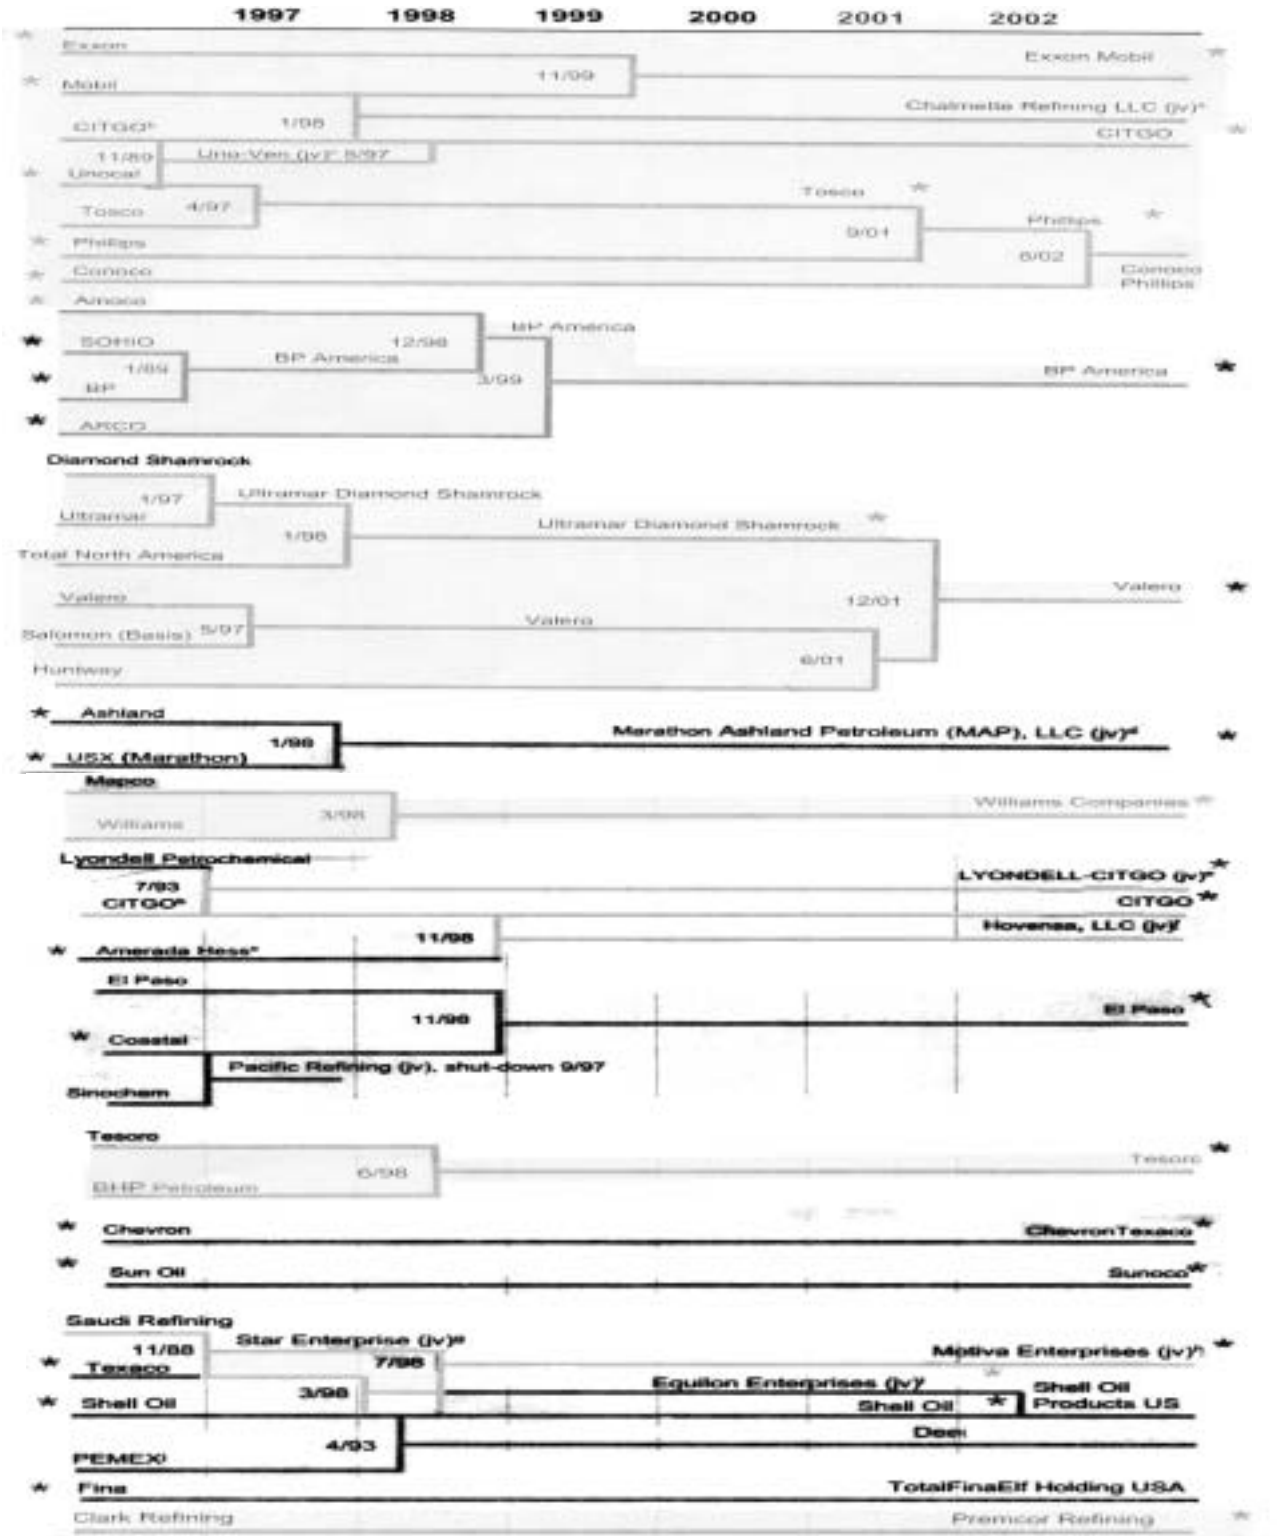 1997 1998 1999 2000 2001 2002
Exxon
Exxon Mobil
11/99
Mobil
Chalmette Refining LLC (jv)
CITGO
1/98
CITGO
11/89
Uno-Ven (jv) 5/97
Unocal
Tosco
4/97
Tosco
Phillips
9/01
Phillips
6/02
Conoco
Conoco
Phillips
Amoco
BP America
SOHIO
12/98
BP America
1/89
3/99
BP America
BP
ARCO
Diamond Shamrock
1/97
Ultramar Diamond Shamrock
Ultramar
Ultramar Diamond Shamrock
1/98
Total North America
Valero
Valero
12/01
Salomon (Basis) 5/97
Valero
Huntway
6/01
Ashland
Marathon Ashland Petroleum (MAP), LLC (jv)ᵈ
1/98
USX (Marathon)
Mapco
Williams Companies
3/98
Williams
Lyondell Petrochemical
LYONDELL-CITGO (jv)
7/93
CITGO
CITGO
Hovensa, LLC (jv)
11/98
Amerada Hess
El Paso
El Paso
11/98
Coastal
Pacific Refining (jv), shut-down 9/97
Sinochem
Tesoro
Tesoro
6/98
BHP Petroleum
Chevron
ChevronTexaco
Sun Oil
Sunoco
Saudi Refining
Star Enterprise (jv)ᵍ
11/88
Motiva Enterprises (jv)ʰ
7/98
Texaco
Equilon Enterprises (jv)
Shell Oil
Products US
3/98
Shell Oil
Shell Oil
Deer
4/93
PEMEX
Fina
TotalFinaElf Holding USA
Clark Refining
Premcor Refining